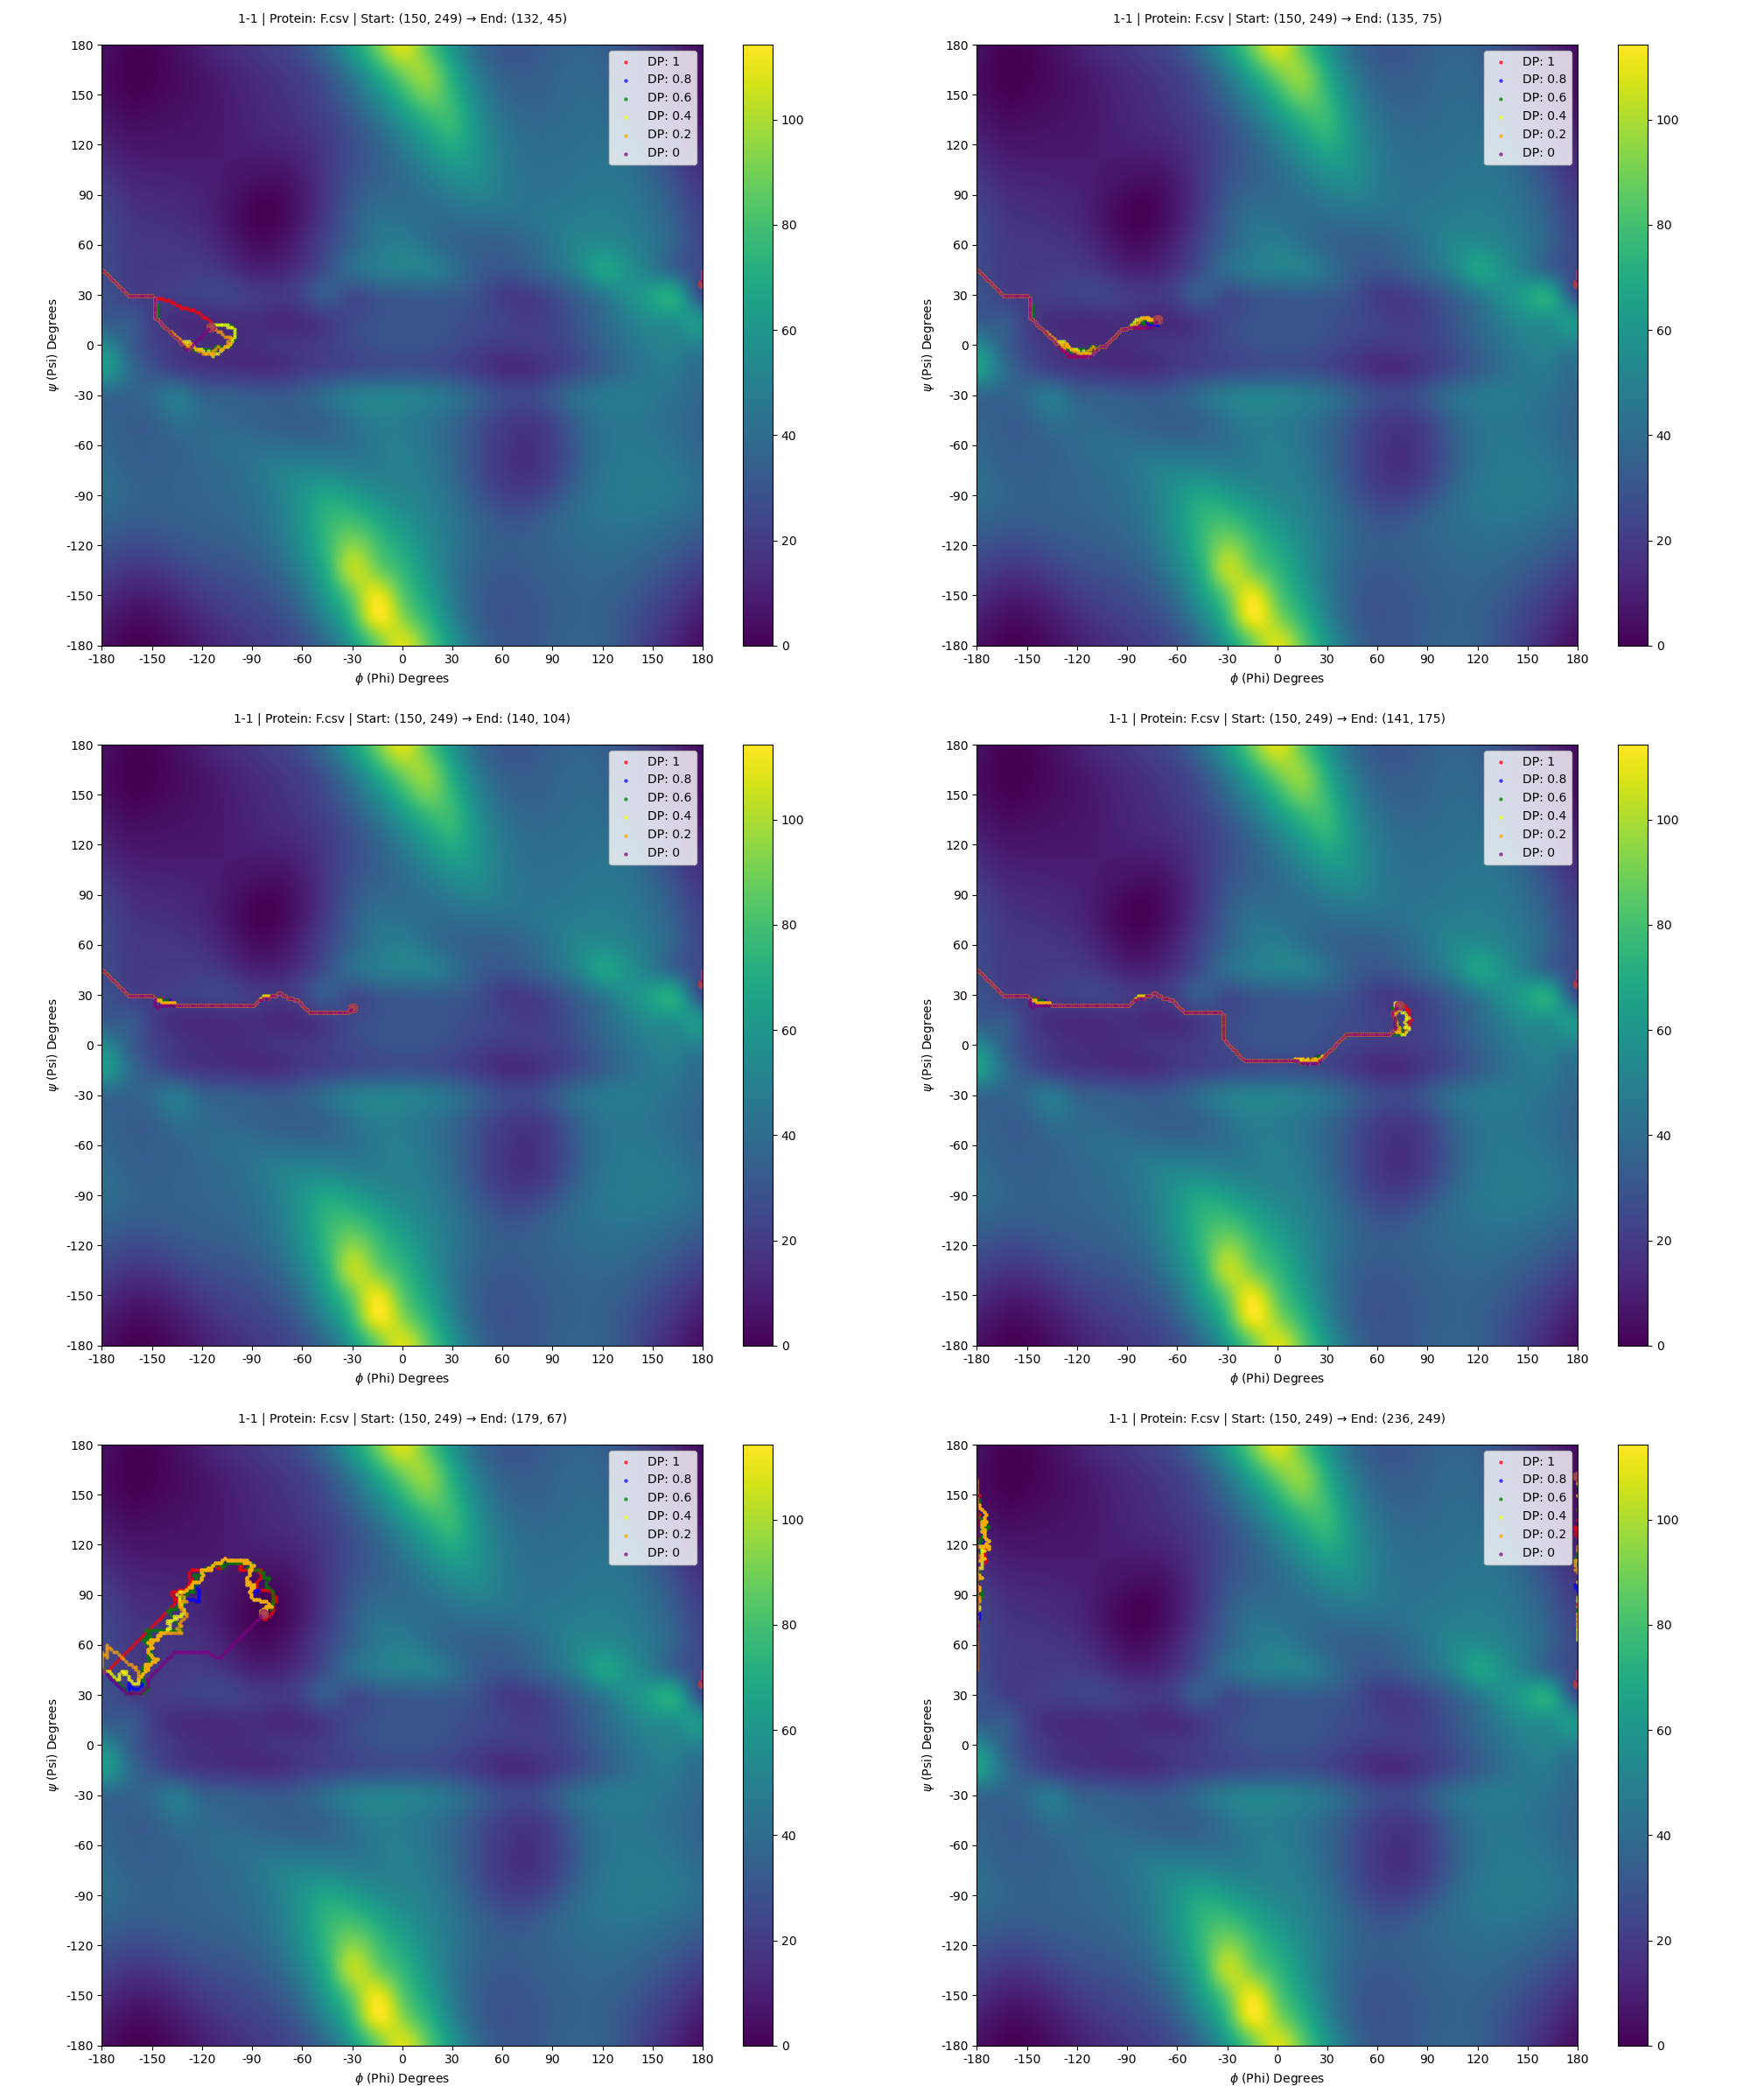 1-1 | Protein: F.csv | Start: (150, 249) → End: (132, 45)
180
150
120
90
60
30
0
-30
-60
-90
-120
-150
-180
ψ (Psi) Degrees
-180 -150 -120 -90 -60 -30 0 30 60 90 120 150 180
ϕ (Phi) Degrees
DP: 1
DP: 0.8
DP: 0.6
DP: 0.4
DP: 0.2
DP: 0
100
80
60
40
20
0
1-1 | Protein: F.csv | Start: (150, 249) → End: (135, 75)
180
150
120
90
60
30
0
-30
-60
-90
-120
-150
-180
ψ (Psi) Degrees
-180 -150 -120 -90 -60 -30 0 30 60 90 120 150 180
ϕ (Phi) Degrees
DP: 1
DP: 0.8
DP: 0.6
DP: 0.4
DP: 0.2
DP: 0
100
80
60
40
20
0
1-1 | Protein: F.csv | Start: (150, 249) → End: (140, 104)
180
150
120
90
60
30
0
-30
-60
-90
-120
-150
-180
ψ (Psi) Degrees
-180 -150 -120 -90 -60 -30 0 30 60 90 120 150 180
ϕ (Phi) Degrees
DP: 1
DP: 0.8
DP: 0.6
DP: 0.4
DP: 0.2
DP: 0
100
80
60
40
20
0
1-1 | Protein: F.csv | Start: (150, 249) → End: (141, 175)
180
150
120
90
60
30
0
-30
-60
-90
-120
-150
-180
ψ (Psi) Degrees
-180 -150 -120 -90 -60 -30 0 30 60 90 120 150 180
ϕ (Phi) Degrees
DP: 1
DP: 0.8
DP: 0.6
DP: 0.4
DP: 0.2
DP: 0
100
80
60
40
20
0
1-1 | Protein: F.csv | Start: (150, 249) → End: (179, 67)
180
150
120
90
60
30
0
-30
-60
-90
-120
-150
-180
ψ (Psi) Degrees
-180 -150 -120 -90 -60 -30 0 30 60 90 120 150 180
ϕ (Phi) Degrees
DP: 1
DP: 0.8
DP: 0.6
DP: 0.4
DP: 0.2
DP: 0
100
80
60
40
20
0
1-1 | Protein: F.csv | Start: (150, 249) → End: (236, 249)
180
150
120
90
60
30
0
-30
-60
-90
-120
-150
-180
ψ (Psi) Degrees
-180 -150 -120 -90 -60 -30 0 30 60 90 120 150 180
ϕ (Phi) Degrees
DP: 1
DP: 0.8
DP: 0.6
DP: 0.4
DP: 0.2
DP: 0
100
80
60
40
20
0